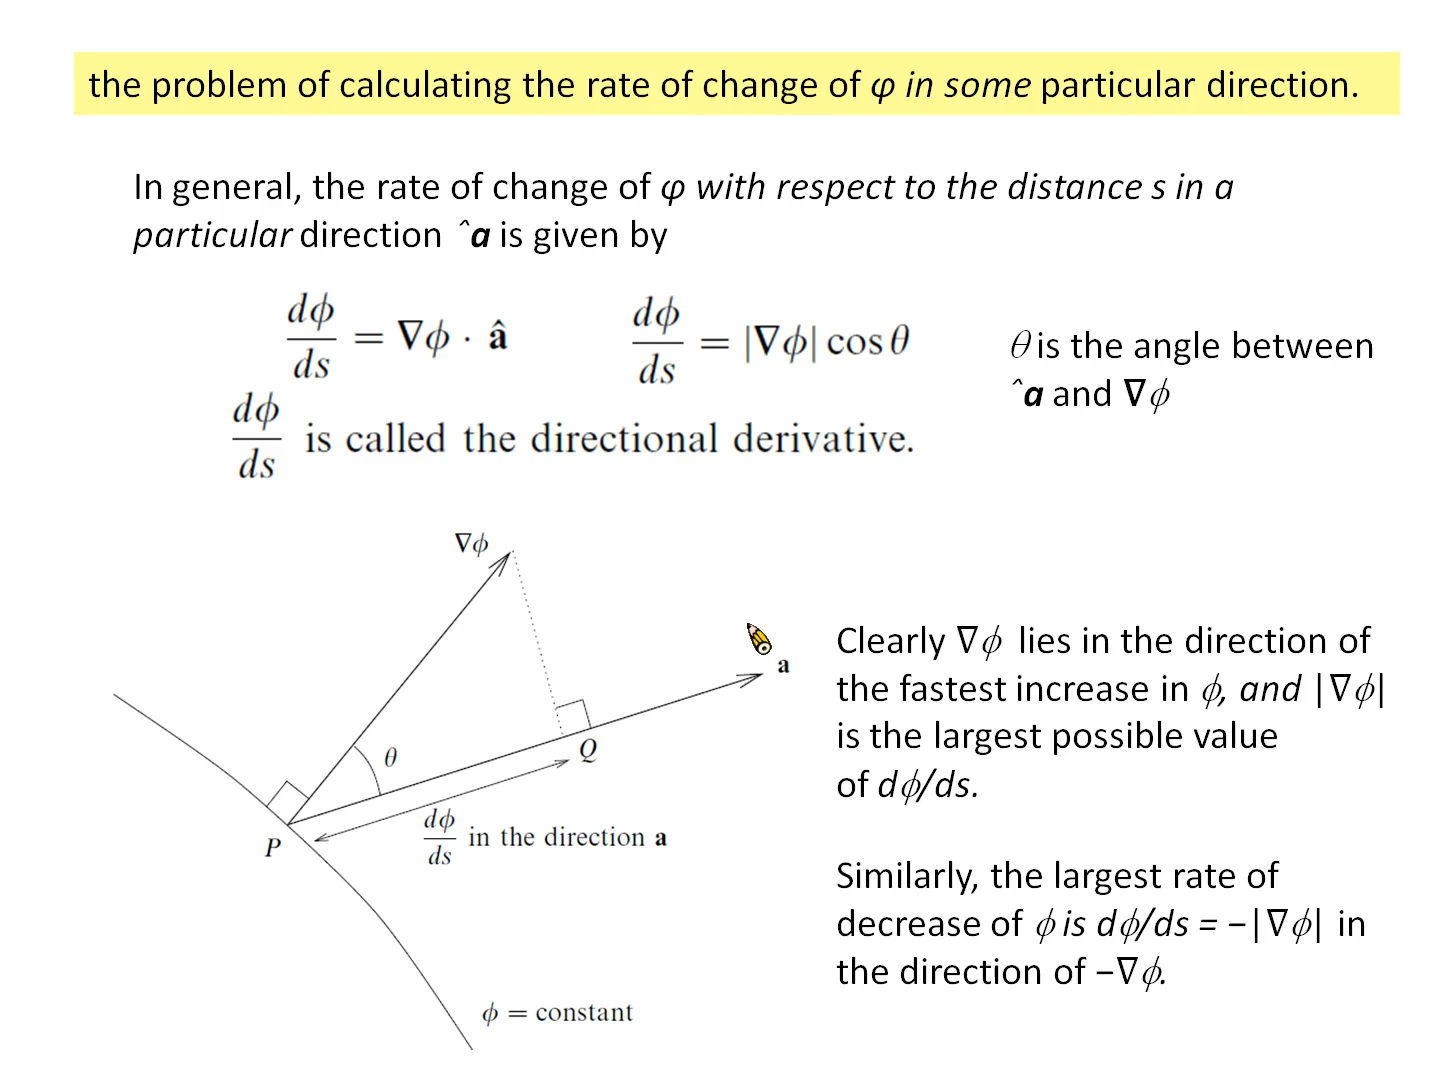 the problem of calculating the rate of change of φ in some particular direction.
In general, the rate of change of φ with respect to the distance s in a
particular direction ˆa is given by
dϕ/ds = ∇ϕ · â
dϕ/ds = |∇ϕ| cos θ
θ is the angle between
ˆa and ∇ϕ
dϕ/ds is called the directional derivative.
∇ϕ
a
θ
Q
P
dϕ/ds in the direction a
ϕ = constant
Clearly ∇ϕ lies in the direction of
the fastest increase in ϕ, and |∇ϕ|
is the largest possible value
of dϕ/ds.
Similarly, the largest rate of
decrease of ϕ is dϕ/ds = −|∇ϕ| in
the direction of −∇ϕ.